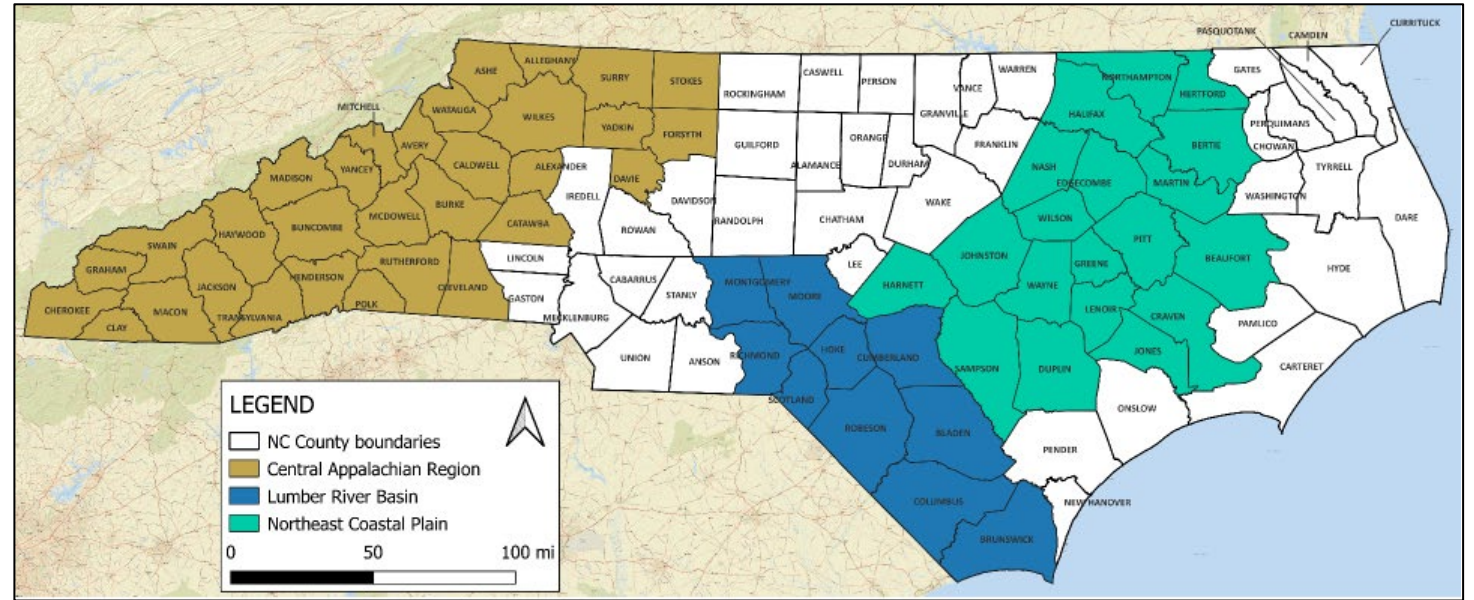 CURRITUCK
PASQUOTANK
CAMDEN
ASHE
ALLEGHANY
SURRY
STOKES
ROCKINGHAM
CASWELL
PERSON
VANCE
WARREN
NORTHAMPTON
GATES
HERTFORD
MITCHELL
WATAUGA
WILKES
YADKIN
FORSYTH
GUILFORD
ALAMANCE
ORANGE
DURHAM
GRANVILLE
FRANKLIN
HALIFAX
BERTIE
PERQUIMANS
CHOWAN
AVERY
CALDWELL
ALEXANDER
DAVIE
NASH
EDGECOMBE
MARTIN
WASHINGTON
TYRRELL
MADISON
YANCEY
IREDELL
DAVIDSON
RANDOLPH
CHATHAM
WAKE
WILSON
DARE
BURKE
MCDOWELL
CATAWBA
ROWAN
SWAIN
HAYWOOD
BUNCOMBE
PITT
BEAUFORT
HYDE
GRAHAM
JACKSON
HENDERSON
RUTHERFORD
CLEVELAND
LINCOLN
CABARRUS
STANLY
MONTGOMERY
MOORE
LEE
HARNETT
JOHNSTON
GREENE
WAYNE
LENOIR
CRAVEN
PAMLICO
CHEROKEE
CLAY
MACON
TRANSYLVANIA
POLK
GASTON
MECKLENBURG
UNION
ANSON
RICHMOND
HOKE
CUMBERLAND
SAMPSON
DUPLIN
JONES
CARTERET
SCOTLAND
ROBESON
BLADEN
ONSLOW
PENDER
COLUMBUS
NEW HANOVER
BRUNSWICK
LEGEND
NC County boundaries
Central Appalachian Region
Lumber River Basin
Northeast Coastal Plain
0 50 100 mi